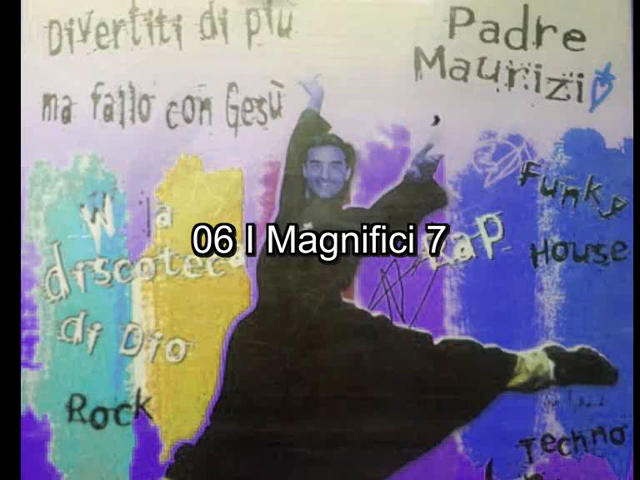 Divertiti di più
ma fallo con Gesù
Padre
Maurizio
W la
discoteca
di Dio
Rock
06 I Magnifici 7
Rap
Funky
House
Techno